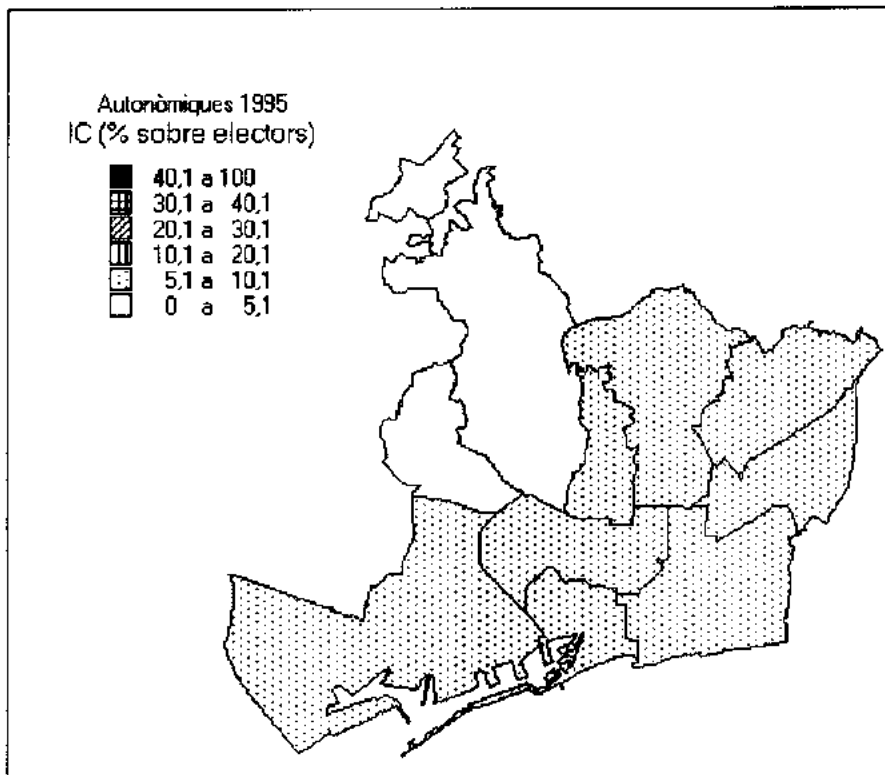 Autonòmiques 1995
IC (% sobre electors)
40,1 a 100
30,1 a 40,1
20,1 a 30,1
10,1 a 20,1
5,1 a 10,1
0 a 5,1